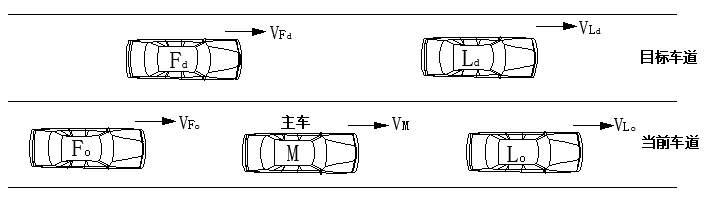 V_Fd V_Ld
F_d L_d 目标车道
主车 V_Fo V_M V_Lo
F_o M L_o 当前车道